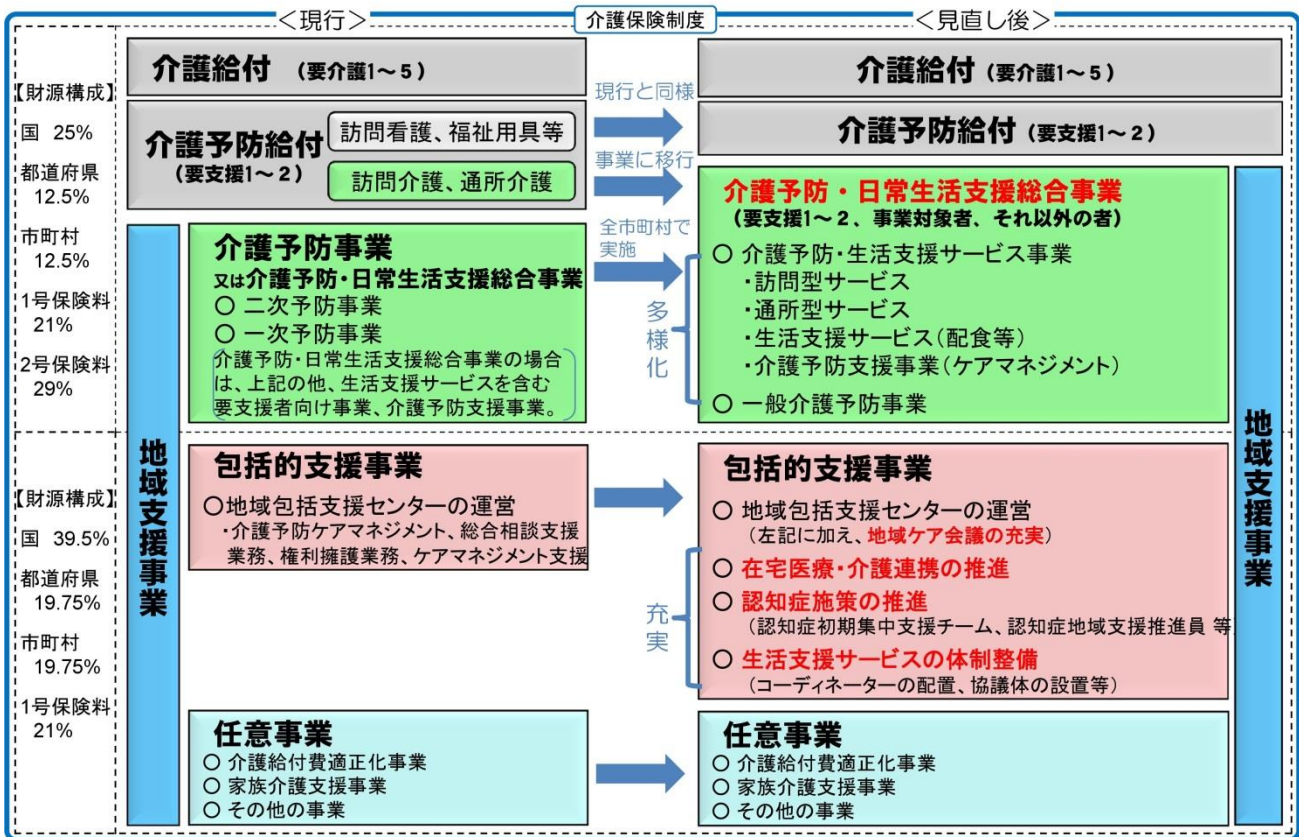 介護保険制度
＜現行＞
＜見直し後＞
【財源構成】
国 25%
都道府県
12.5%
市町村
12.5%
1号保険料
21%
2号保険料
29%
介護給付 （要介護1～5）
介護予防給付
（要支援1～2）
訪問看護、福祉用具等
訪問介護、通所介護
現行と同様
事業に移行
全市町村で
実施
多様化
介護給付（要介護1～5）
介護予防給付（要支援1～2）
介護予防事業
又は介護予防・日常生活支援総合事業
○ 二次予防事業
○ 一次予防事業
介護予防・日常生活支援総合事業の場合
は、上記の他、生活支援サービスを含む
要支援者向け事業、介護予防支援事業。
介護予防・日常生活支援総合事業
（要支援1～2、事業対象者、それ以外の者）
○ 介護予防・生活支援サービス事業
・訪問型サービス
・通所型サービス
・生活支援サービス（配食等）
・介護予防支援事業（ケアマネジメント）
○ 一般介護予防事業
【財源構成】
国 39.5%
都道府県
19.75%
市町村
19.75%
1号保険料
21%
地域支援事業
包括的支援事業
○地域包括支援センターの運営
・介護予防ケアマネジメント、総合相談支援
業務、権利擁護業務、ケアマネジメント支援
充実
包括的支援事業
○ 地域包括支援センターの運営
（左記に加え、地域ケア会議の充実）
○ 在宅医療・介護連携の推進
○ 認知症施策の推進
（認知症初期集中支援チーム、認知症地域支援推進員 等）
○ 生活支援サービスの体制整備
（コーディネーターの配置、協議体の設置等）
地域支援事業
任意事業
○ 介護給付費適正化事業
○ 家族介護支援事業
○ その他の事業
任意事業
○ 介護給付費適正化事業
○ 家族介護支援事業
○ その他の事業